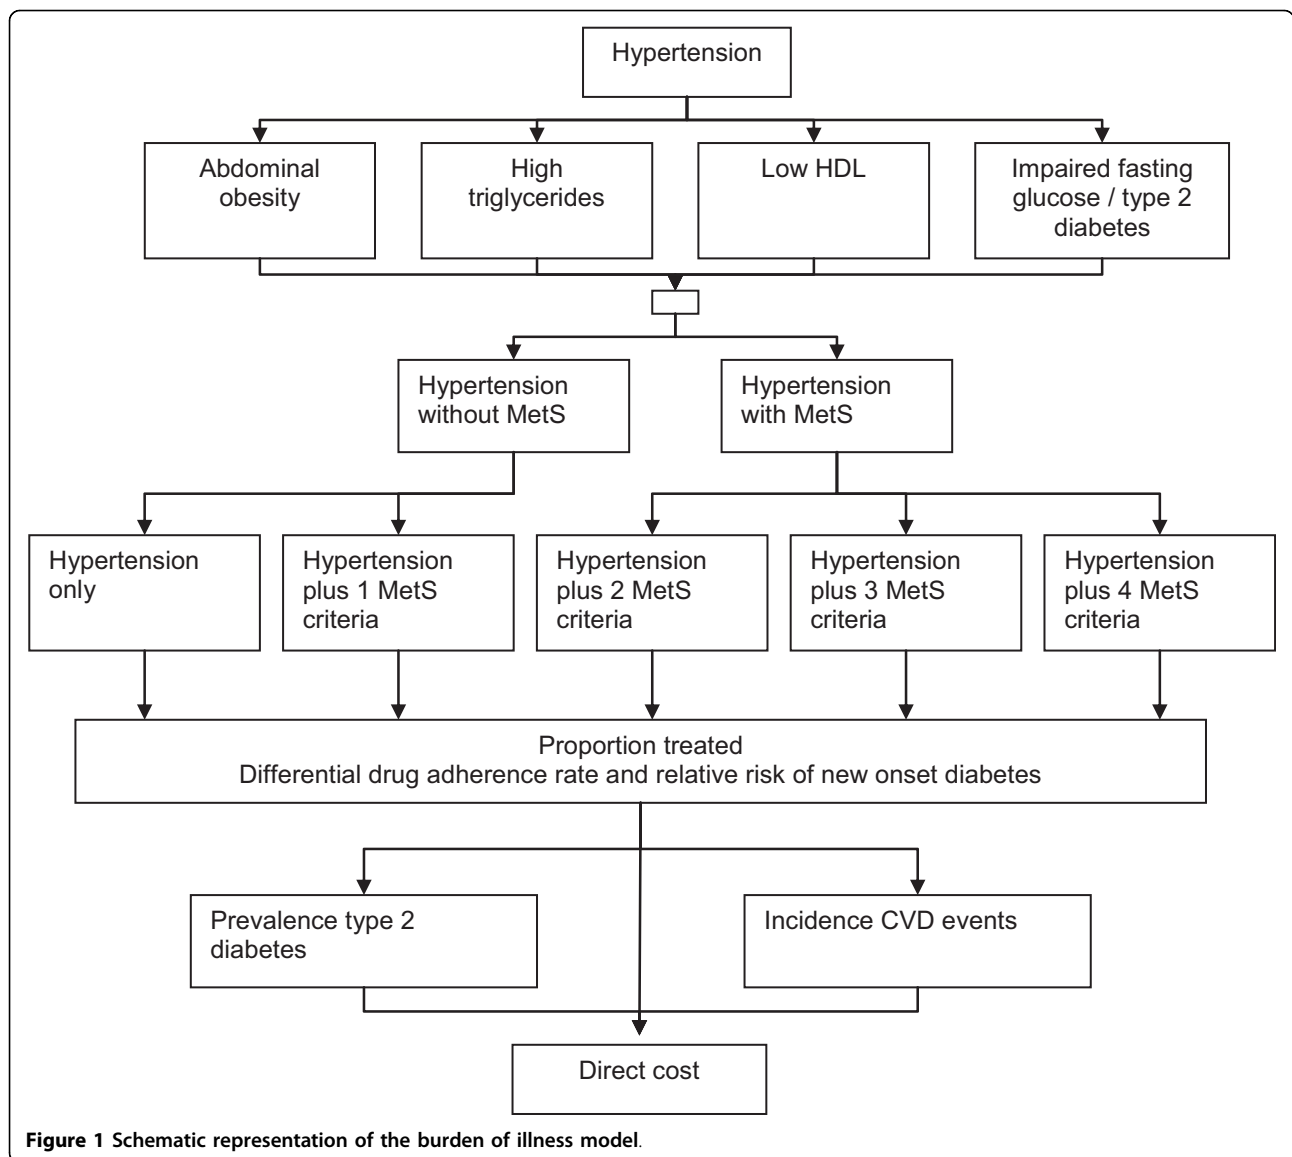 Hypertension
Abdominal
obesity
High
triglycerides
Low HDL
Impaired fasting
glucose / type 2
diabetes
Hypertension
without MetS
Hypertension
with MetS
Hypertension
only
Hypertension
plus 1 MetS
criteria
Hypertension
plus 2 MetS
criteria
Hypertension
plus 3 MetS
criteria
Hypertension
plus 4 MetS
criteria
Proportion treated
Differential drug adherence rate and relative risk of new onset diabetes
Prevalence type 2
diabetes
Incidence CVD events
Direct cost
Figure 1 Schematic representation of the burden of illness model.